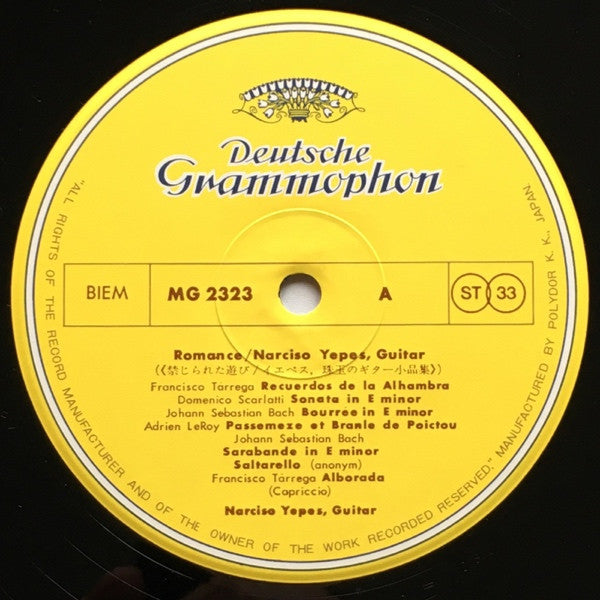 Deutsche
Grammophon
BIEM
MG 2323
A
ST 33
Romance/Narciso Yepes, Guitar
(《禁じられた遊び/イエペス, 珠玉のギター小品集》)
Francisco Tarrega Recuerdos de la Alhambra
Domenico Scarlatti Sonata in E minor
Johann Sebastian Bach Bourrée in E minor
Adrien LeRoy Passemeze et Branle de Poictou
Johann Sebastian Bach
Sarabande in E minor
Saltarello (anonym)
Francisco Tárrega Alborada
(Capriccio)
Narciso Yepes, Guitar
"ALL RIGHTS OF THE RECORD MANUFACTURER AND OF THE OWNER OF THE WORK RECORDED RESERVED." MANUFACTURED BY POLYDOR K. K., JAPAN.